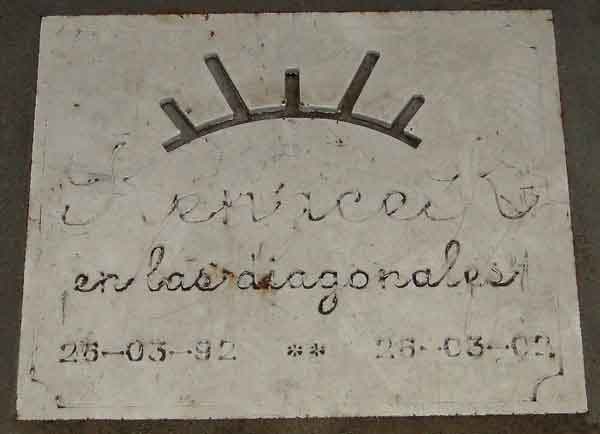 en las diagonales
26-03-92 ** 26-03-02